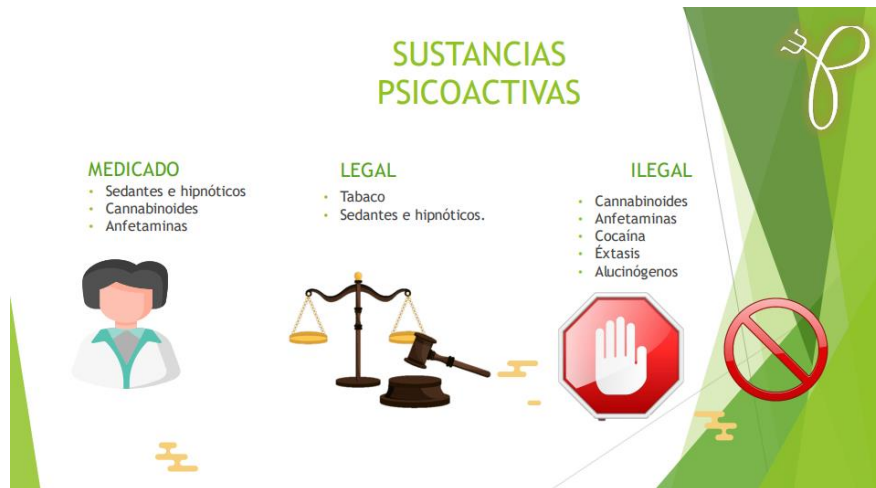 SUSTANCIAS
PSICOACTIVAS
MEDICADO
• Sedantes e hipnóticos
• Cannabinoides
• Anfetaminas
LEGAL
• Tabaco
• Sedantes e hipnóticos.
ILEGAL
• Cannabinoides
• Anfetaminas
• Cocaína
• Éxtasis
• Alucinógenos